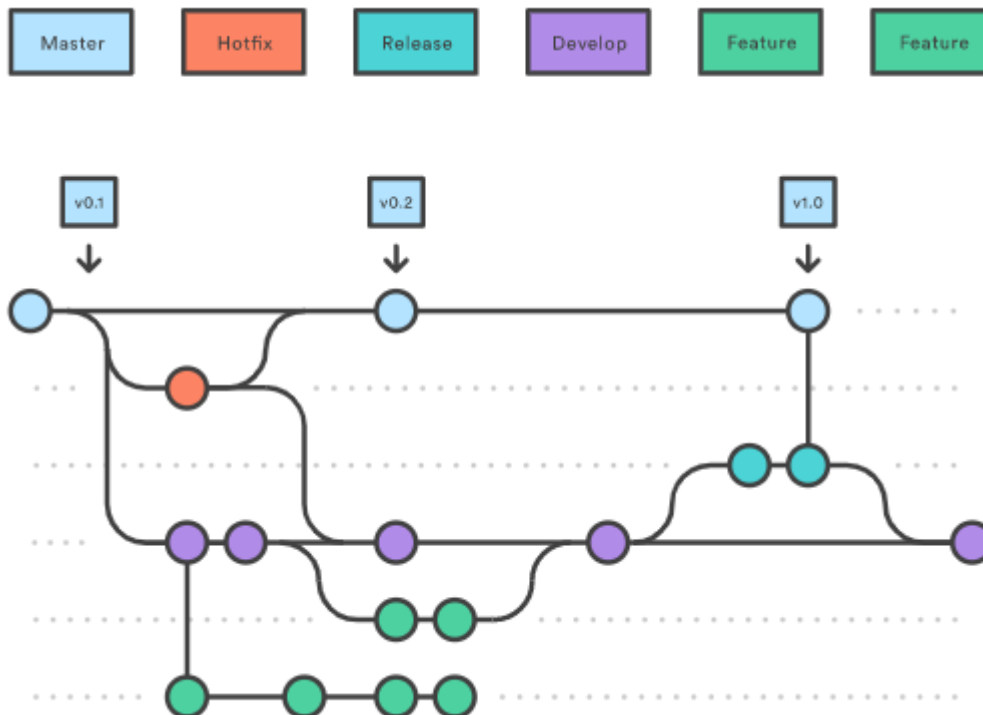 Master
Hotfix
Release
Develop
Feature
Feature
v0.1
v0.2
v1.0